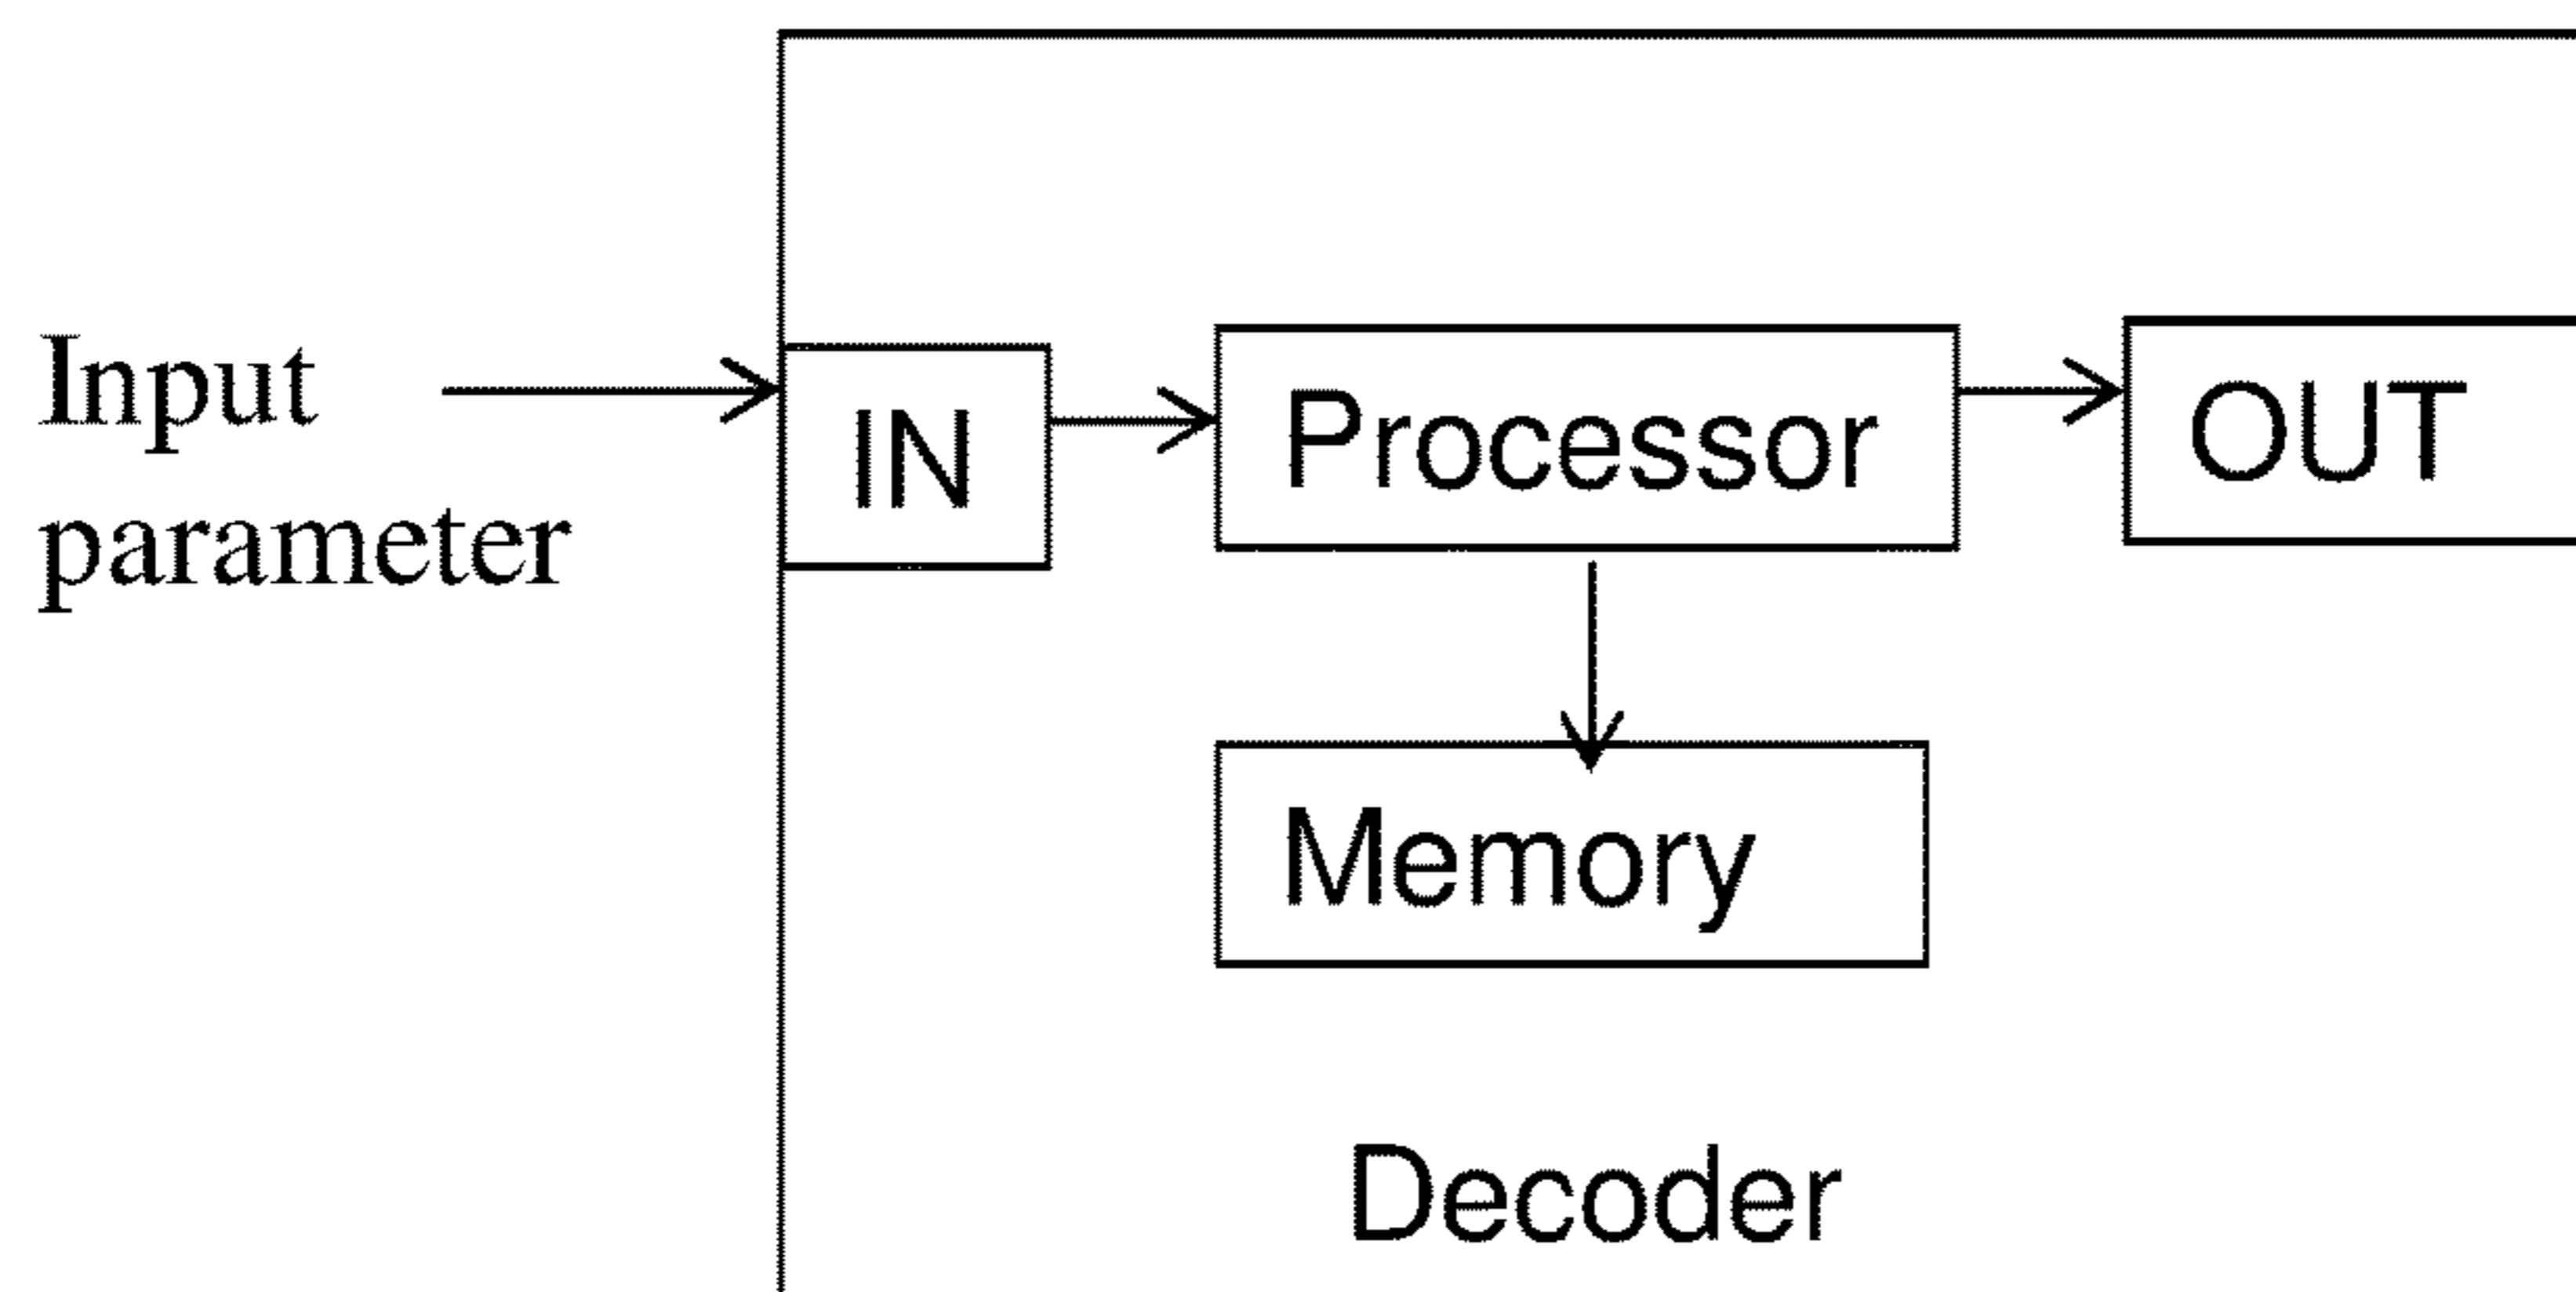 Input
parameter
IN
Processor
OUT
Memory
Decoder